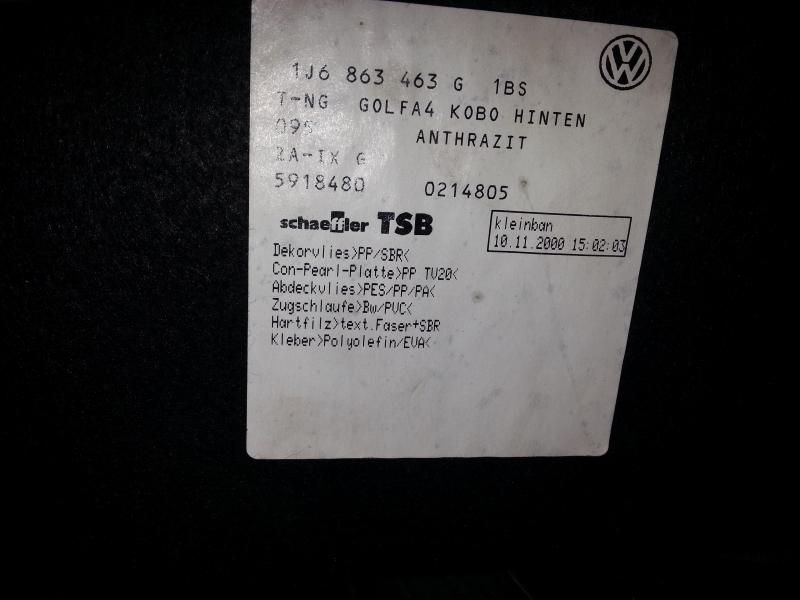 VW
1J6 863 463 G 1BS
T-NG GOLFA4 KOBO HINTEN
095 ANTHRAZIT
2A-IX G
5918480 0214805
schaeffler TSB
kleinban
10.11.2000 15:02:03
Dekorvlies>PP/SBR<
Con-Pearl-Platte>PP TV20<
Abdeckvlies>PES/PP/PA<
Zugschlaufe>Bw/PVC<
Hartfilz>text.Faser+SBR
Kleber>Polyolefin/EVA<